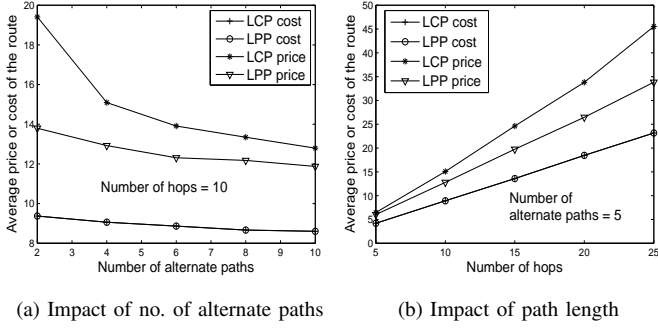 Average price or cost of the route
20
18
16
14
12
10
8
LCP cost
LPP cost
LCP price
LPP price
Number of hops = 10
2 3 4 5 6 7 8 9 10
Number of alternate paths
(a) Impact of no. of alternate paths
Average price or cost of the route
50
45
40
35
30
25
20
15
10
5
0
LCP cost
LPP cost
LCP price
LPP price
Number of
alternate paths = 5
5 10 15 20 25
Number of hops
(b) Impact of path length